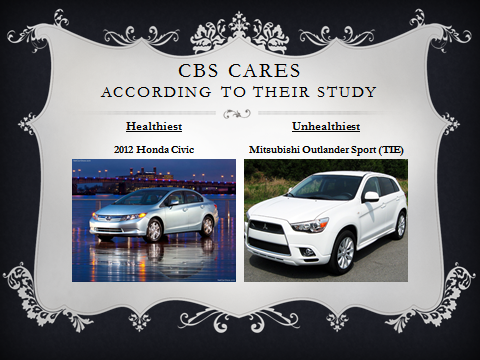 CBS CARES
ACCORDING TO THEIR STUDY
Healthiest
Unhealthiest
2012 Honda Civic
Mitsubishi Outlander Sport (TIE)